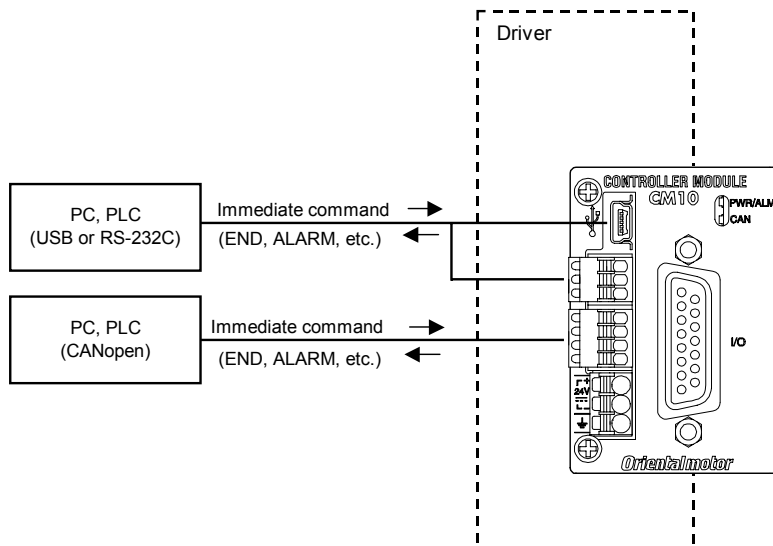 Driver
CONTROLLER MODULE
CM10
PWR/ALM
CAN
PC, PLC
(USB or RS-232C)
Immediate command
(END, ALARM, etc.)
PC, PLC
(CANopen)
Immediate command
(END, ALARM, etc.)
I/O
+
24V
Orientalmotor